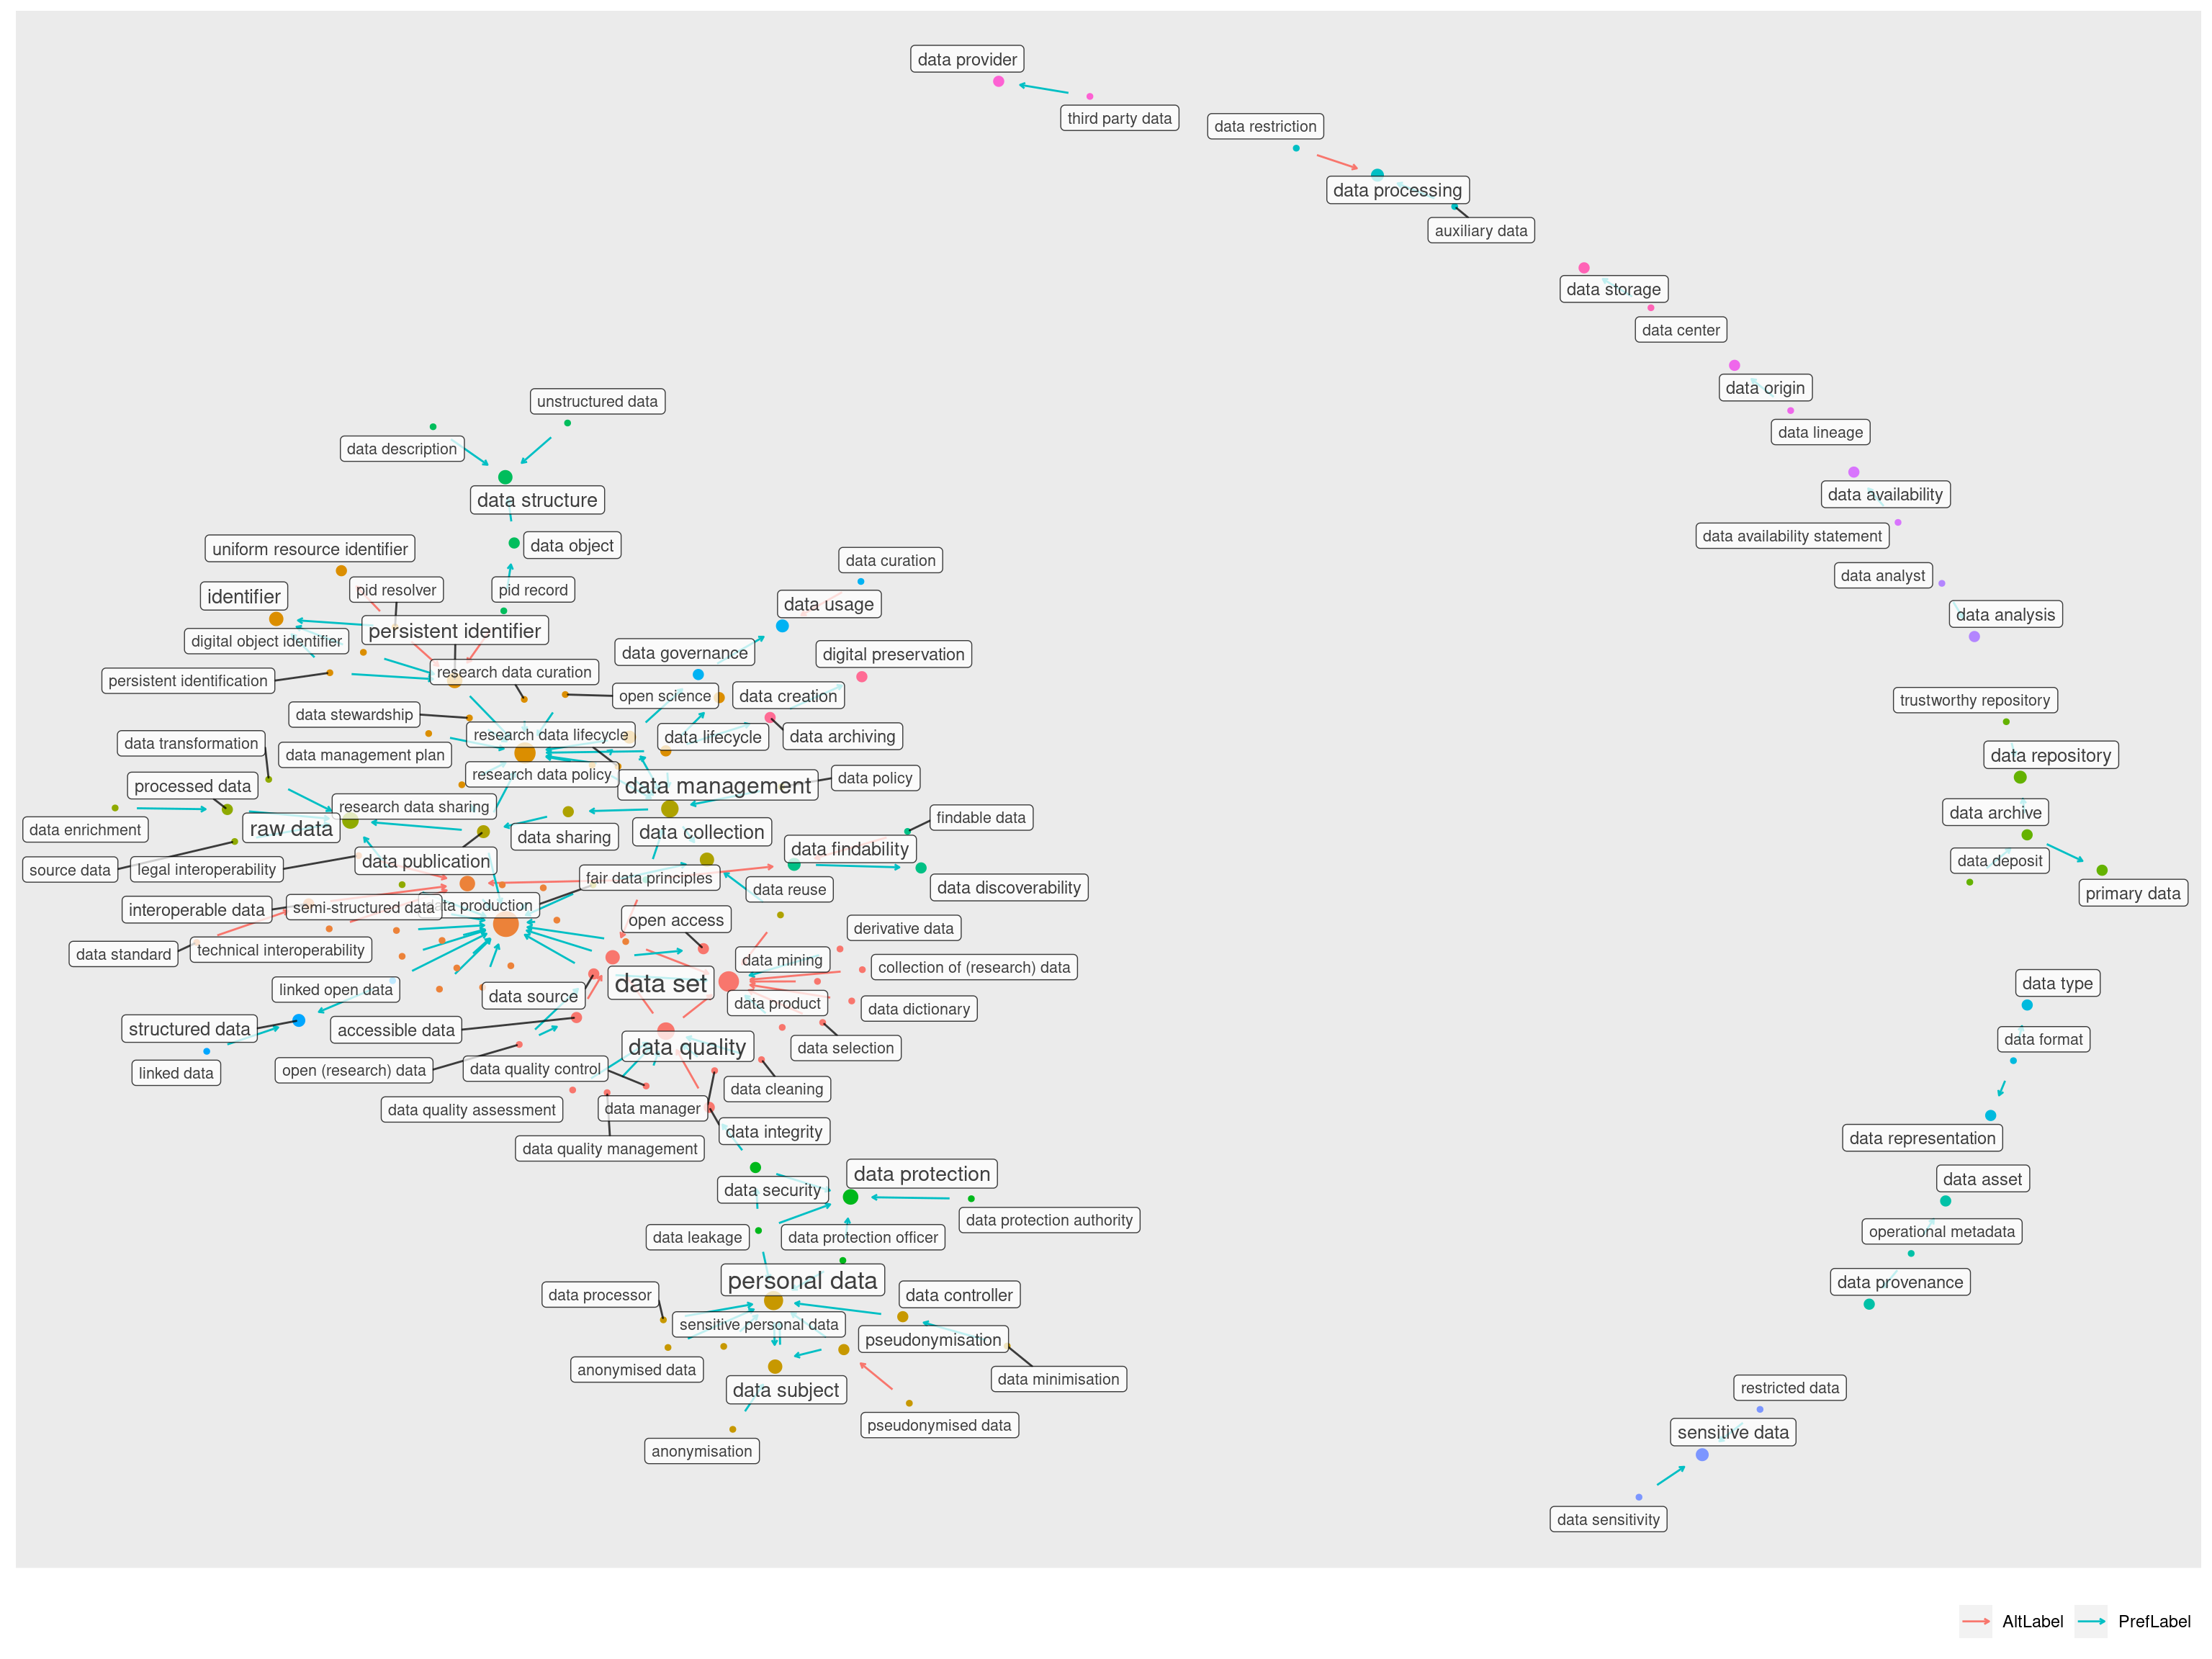 data provider
third party data
data restriction
data processing
auxiliary data
data storage
data center
data origin
data lineage
data availability
data availability statement
data analyst
data analysis
unstructured data
data description
data structure
data object
uniform resource identifier
pid resolver
pid record
identifier
persistent identifier
digital object identifier
persistent identification
research data curation
data curation
data usage
data governance
digital preservation
open science
data creation
data stewardship
research data lifecycle
data lifecycle
data archiving
data transformation
data management plan
research data policy
data management
data policy
processed data
research data sharing
data enrichment
raw data
data sharing
data collection
findable data
data findability
source data
legal interoperability
data publication
fair data principles
data reuse
data discoverability
interoperable data
semi-structured data
data production
open access
derivative data
data standard
technical interoperability
data mining
collection of (research) data
linked open data
data source
data set
data product
data dictionary
structured data
accessible data
data quality
data selection
linked data
open (research) data
data quality control
data cleaning
data quality assessment
data manager
data integrity
data quality management
data security
data protection
data protection authority
data leakage
data protection officer
personal data
data processor
data controller
sensitive personal data
pseudonymisation
anonymised data
data minimisation
data subject
pseudonymised data
anonymisation
trustworthy repository
data repository
data archive
data deposit
primary data
data type
data format
data representation
data asset
operational metadata
data provenance
restricted data
sensitive data
data sensitivity
AltLabel
PrefLabel